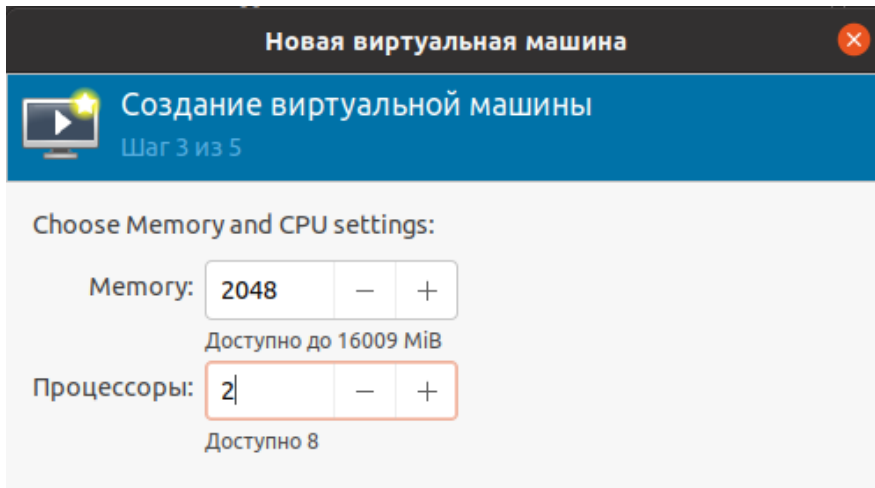 Новая виртуальная машина
Создание виртуальной машины
Шаг 3 из 5
Choose Memory and CPU settings:
Memory: 2048 − +
Доступно до 16009 MiB
Процессоры: 2 − +
Доступно 8